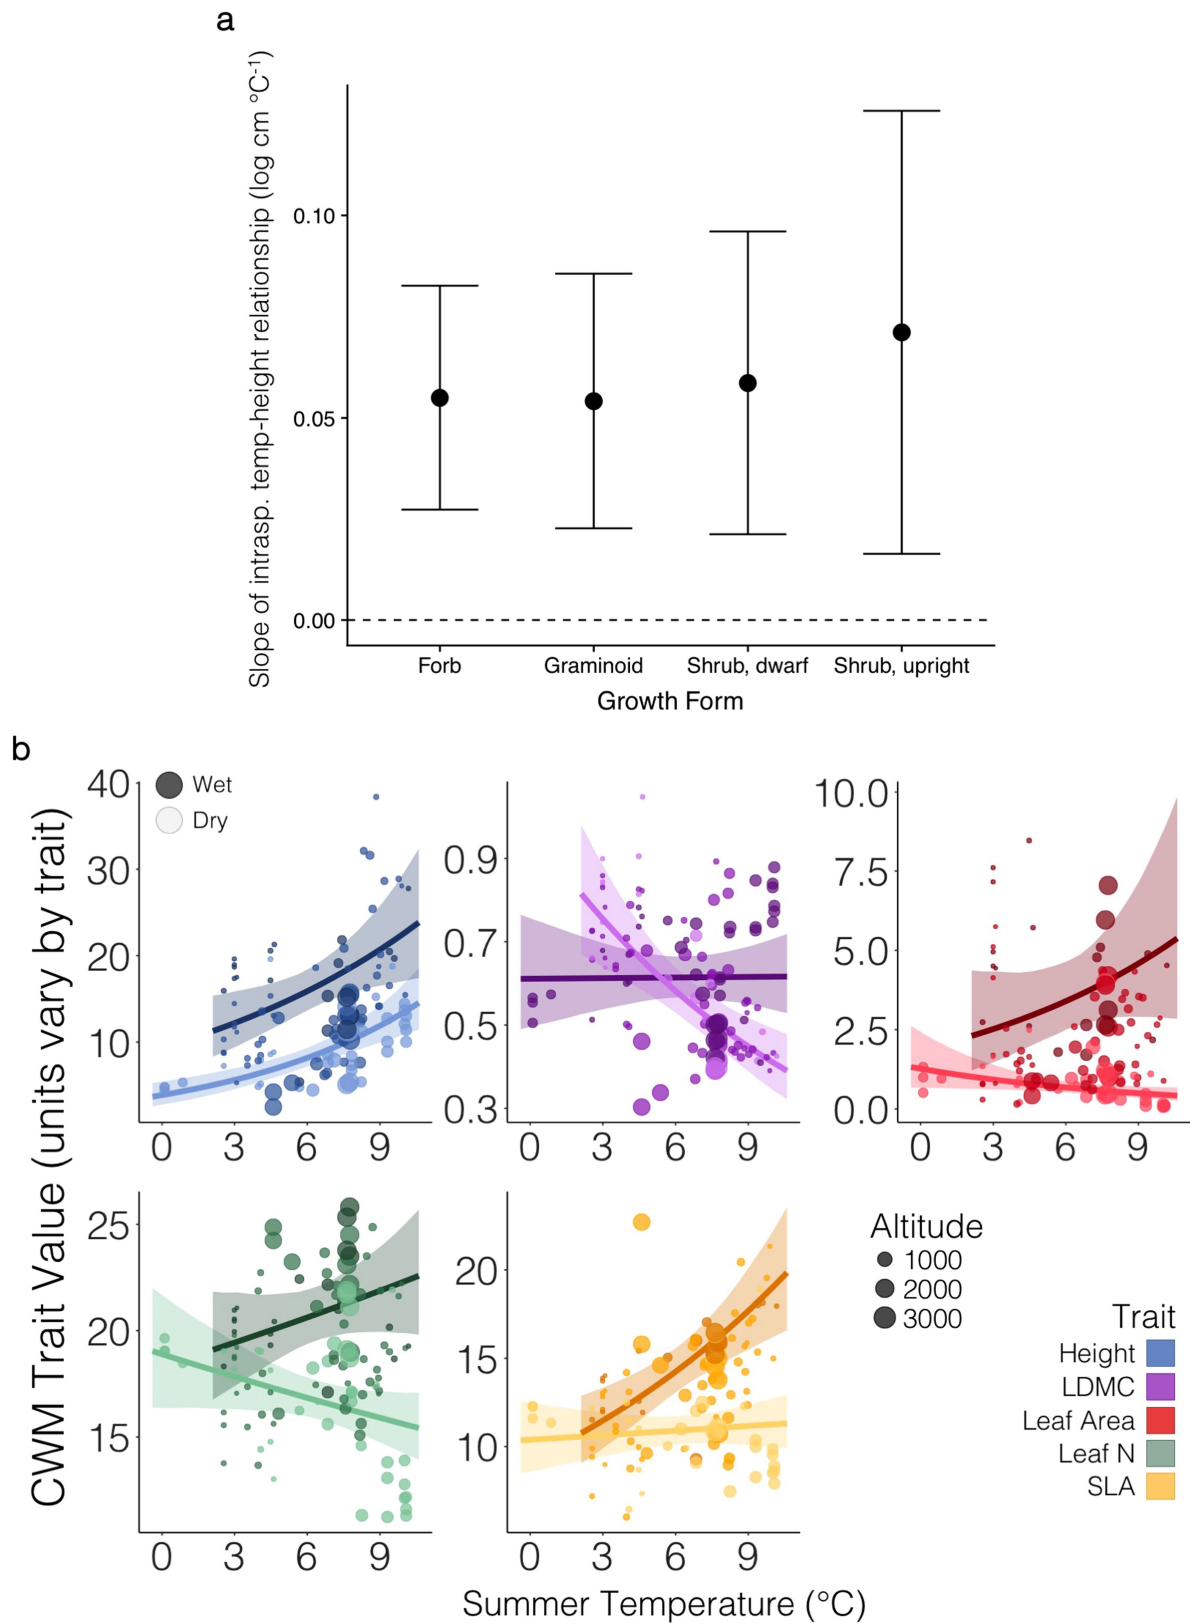 a
Slope of intrasp. temp-height relationship (log cm °C-1)
0.10
0.05
0.00
Forb
Graminoid
Shrub, dwarf
Shrub, upright
Growth Form
b
CWM Trait Value (units vary by trait)
Wet
Dry
40
30
20
10
0 3 6 9
0.9
0.7
0.5
0.3
0 3 6 9
10.0
7.5
5.0
2.5
0.0
0 3 6 9
25
20
15
0 3 6 9
20
15
10
0 3 6 9
Summer Temperature (°C)
Altitude
1000
2000
3000
Trait
Height
LDMC
Leaf Area
Leaf N
SLA